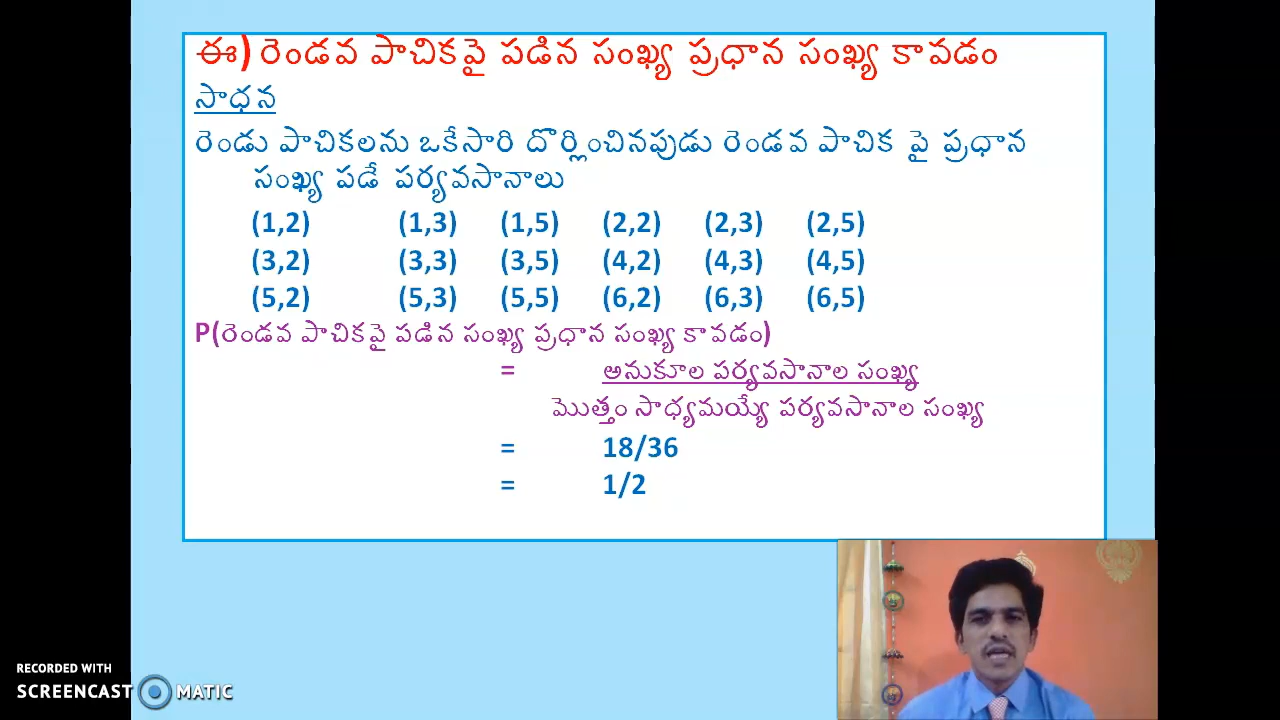 ఈ) రెండవ పాచికపై పడిన సంఖ్య ప్రధాన సంఖ్య కావడం
సాధన
రెండు పాచికలను ఒకేసారి దొర్లించినపుడు రెండవ పాచిక పై ప్రధాన
సంఖ్య పడే పర్యవసానాలు
(1,2) (1,3) (1,5) (2,2) (2,3) (2,5)
(3,2) (3,3) (3,5) (4,2) (4,3) (4,5)
(5,2) (5,3) (5,5) (6,2) (6,3) (6,5)
P(రెండవ పాచికపై పడిన సంఖ్య ప్రధాన సంఖ్య కావడం)
= అనుకూల పర్యవసానాల సంఖ్య
మొత్తం సాధ్యమయ్యే పర్యవసానాల సంఖ్య
= 18/36
= 1/2
RECORDED WITH
SCREENCAST MATIC